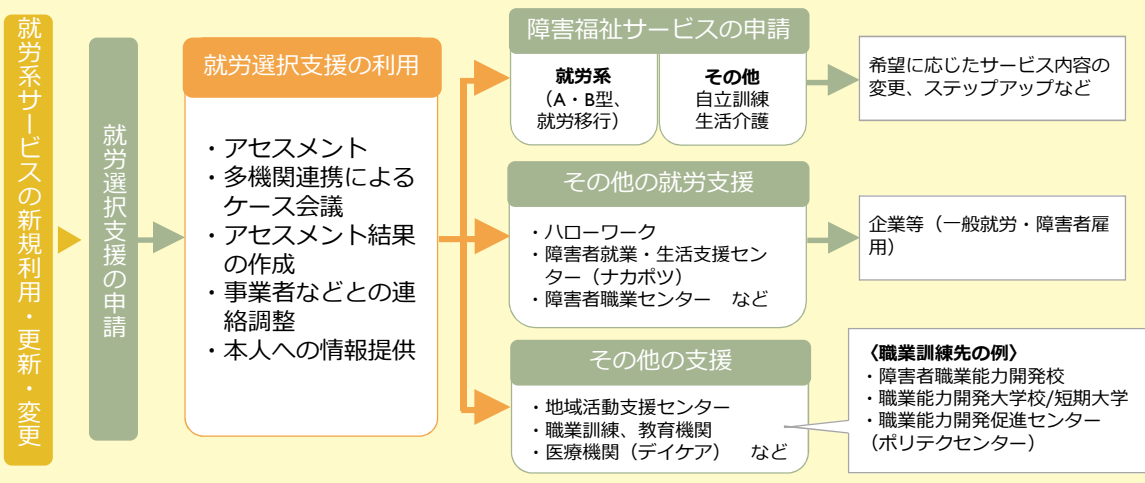 就労系サービスの新規利用・更新・変更
就労選択支援の申請
就労選択支援の利用
・アセスメント
・多機関連携による
ケース会議
・アセスメント結果
の作成
・事業者などとの連
絡調整
・本人への情報提供
障害福祉サービスの申請
就労系
(A・B型、
就労移行)
その他
自立訓練
生活介護
希望に応じたサービス内容の
変更、ステップアップなど
その他の就労支援
・ハローワーク
・障害者就業・生活支援セン
ター(ナカポツ)
・障害者職業センター など
企業等(一般就労・障害者雇
用)
その他の支援
・地域活動支援センター
・職業訓練、教育機関
・医療機関(デイケア) など
〈職業訓練先の例〉
・障害者職業能力開発校
・職業能力開発大学校/短期大学
・職業能力開発促進センター
(ポリテクセンター)